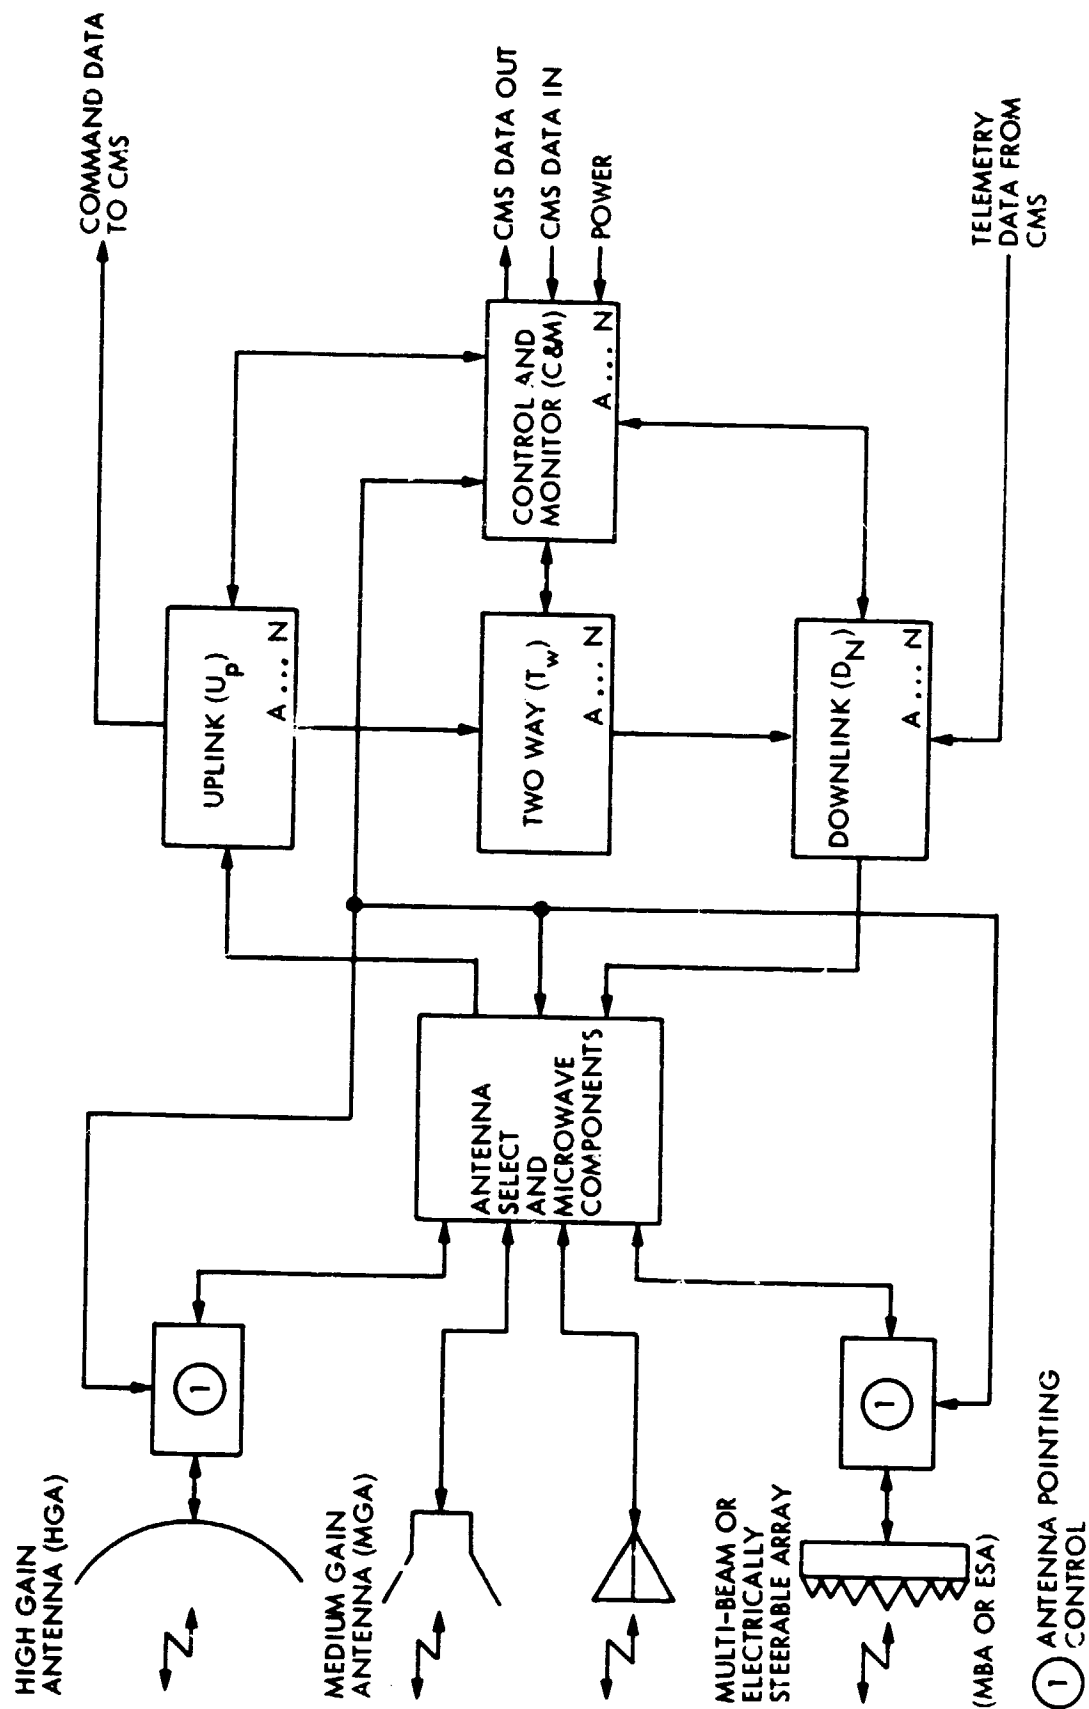 HIGH GAIN
ANTENNA (HGA)
1
MEDIUM GAIN
ANTENNA (MGA)
MULTI-BEAM OR
ELECTRICALLY
STEERABLE ARRAY
(MBA OR ESA)
1
1 ANTENNA POINTING
CONTROL
ANTENNA
SELECT
AND
MICROWAVE
COMPONENTS
UPLINK (Up)
A... N
TWO WAY (Tw)
A... N
DOWNLINK (DN)
A... N
CONTROL AND
MONITOR (C&M)
A... N
COMMAND DATA
TO CMS
CMS DATA OUT
CMS DATA IN
POWER
TELEMETRY
DATA FROM
CMS